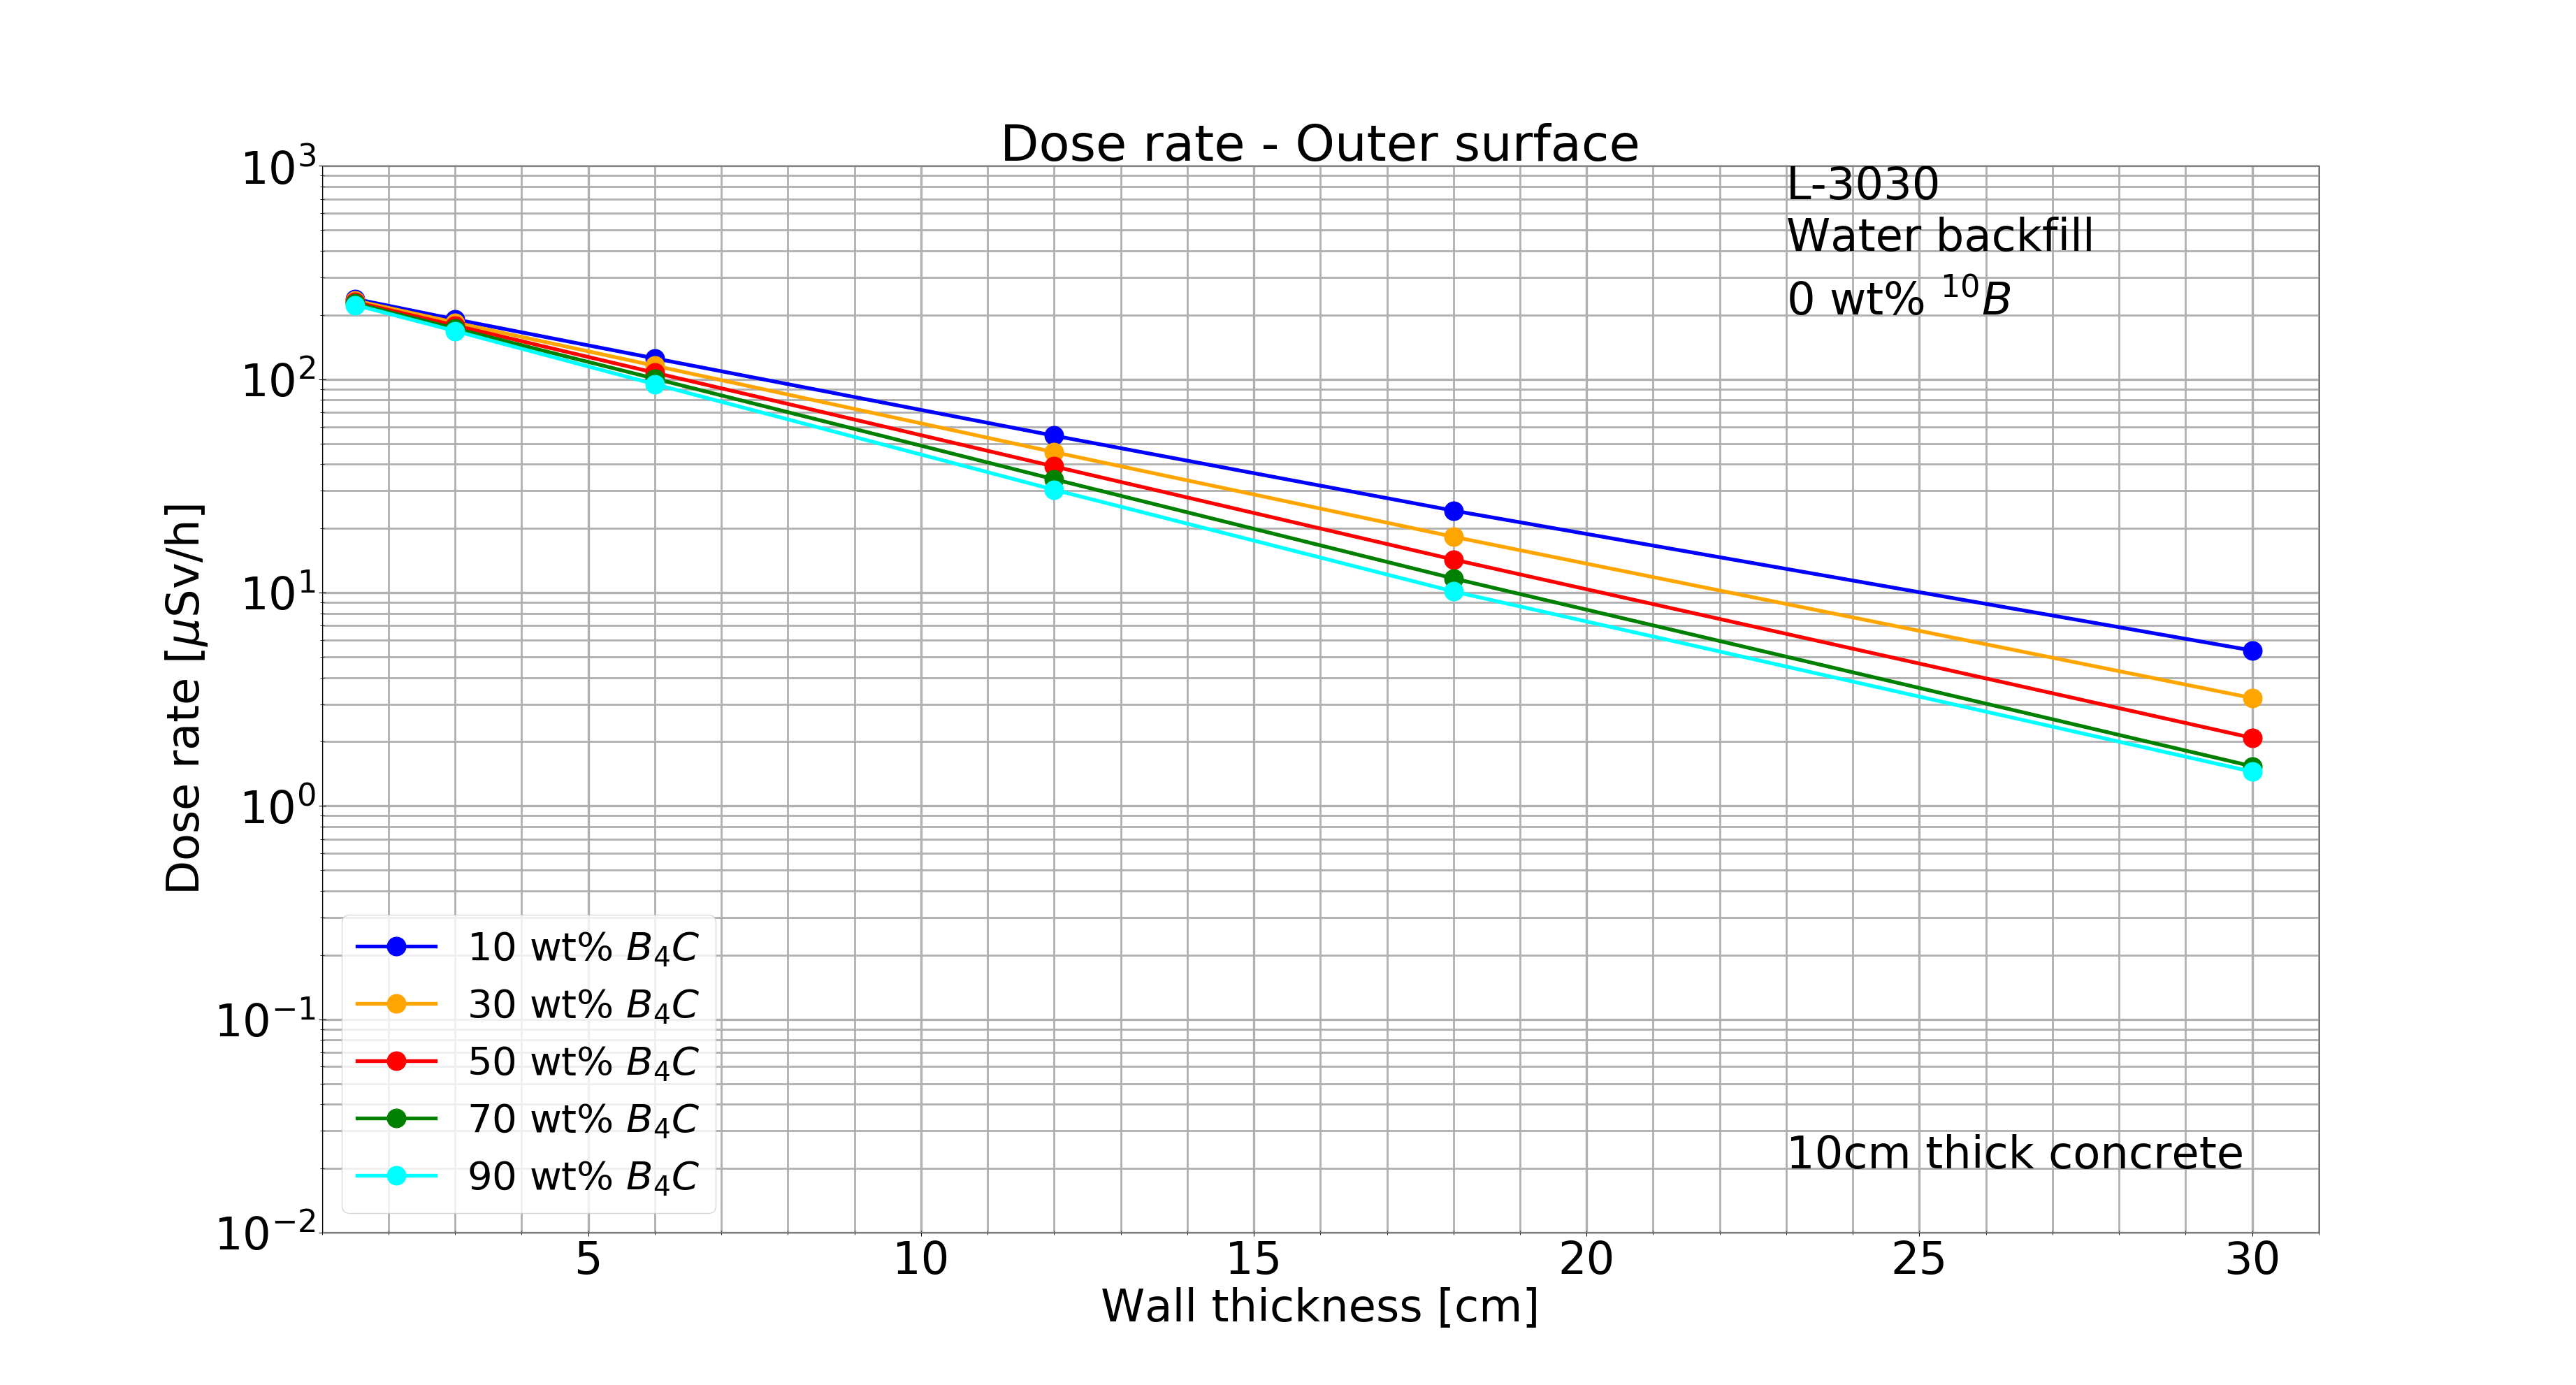 Dose rate - Outer surface
L-3030
Water backfill
0 wt% ¹⁰B
10³
10²
10¹
10⁰
10⁻¹
10⁻²
Dose rate [μSv/h]
10 wt% B₄C
30 wt% B₄C
50 wt% B₄C
70 wt% B₄C
90 wt% B₄C
10cm thick concrete
5 10 15 20 25 30
Wall thickness [cm]